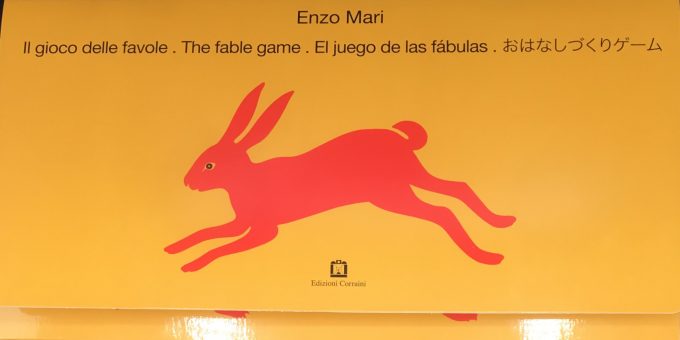 Enzo Mari
Il gioco delle favole . The fable game . El juego de las fábulas . おはなしづくりゲーム
Edizioni Corraini